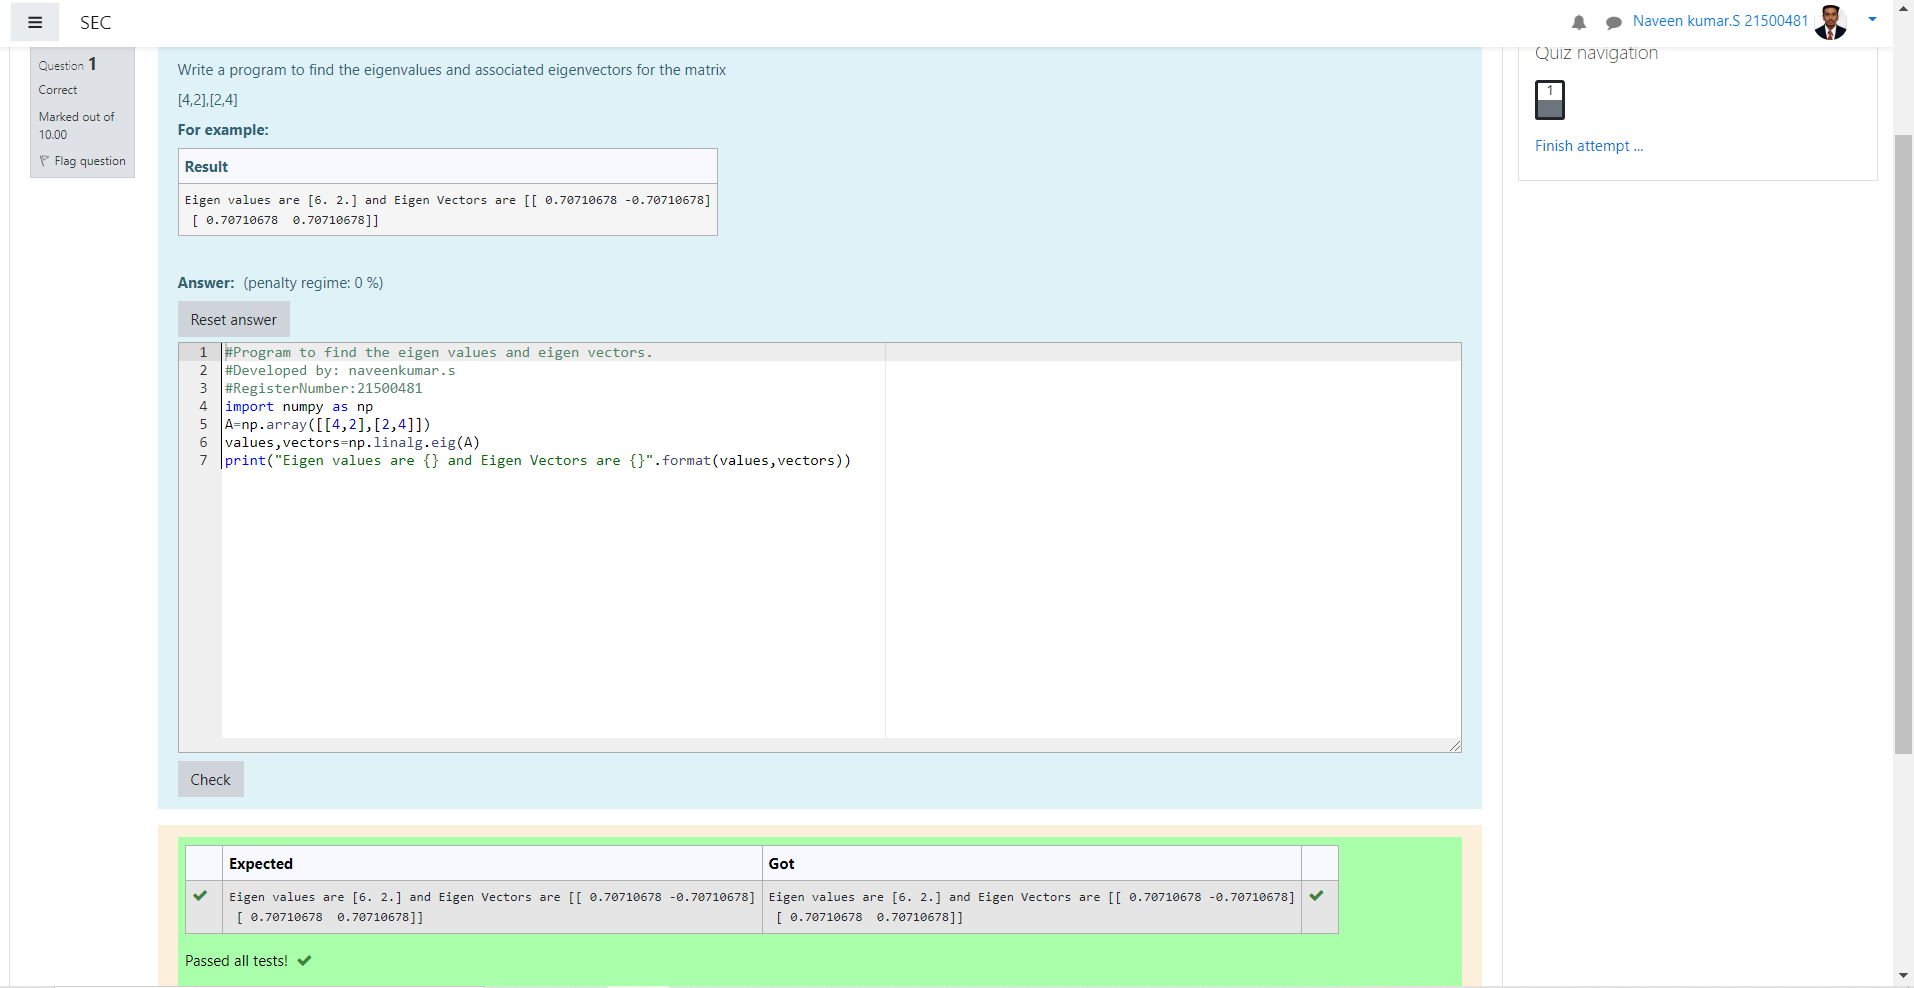 SEC
Naveen kumar.S 21500481
Question 1
Correct
Marked out of
10.00
Flag question
Write a program to find the eigenvalues and associated eigenvectors for the matrix
[4,2],[2,4]
For example:
Result
Eigen values are [6. 2.] and Eigen Vectors are [[ 0.70710678 -0.70710678]
[ 0.70710678  0.70710678]]
Answer: (penalty regime: 0 %)
Reset answer
1 #Program to find the eigen values and eigen vectors.
2 #Developed by: naveenkumar.s
3 #RegisterNumber:21500481
4 import numpy as np
5 A=np.array([[4,2],[2,4]])
6 values,vectors=np.linalg.eig(A)
7 print("Eigen values are {} and Eigen Vectors are {}".format(values,vectors))
Check
Expected
Got
Eigen values are [6. 2.] and Eigen Vectors are [[ 0.70710678 -0.70710678]
[ 0.70710678  0.70710678]]
Eigen values are [6. 2.] and Eigen Vectors are [[ 0.70710678 -0.70710678]
[ 0.70710678  0.70710678]]
Passed all tests!
Quiz navigation
1
Finish attempt ...